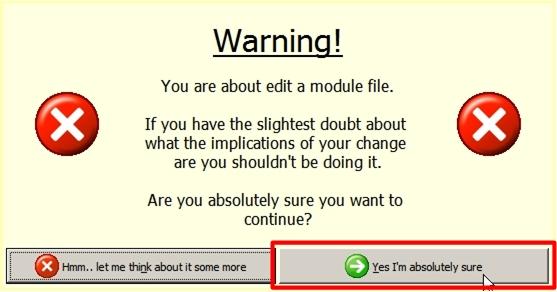 Warning!
You are about edit a module file.
If you have the slightest doubt about
what the implications of your change
are you shouldn't be doing it.
Are you absolutely sure you want to
continue?
Hmm.. let me think about it some more
Yes I'm absolutely sure